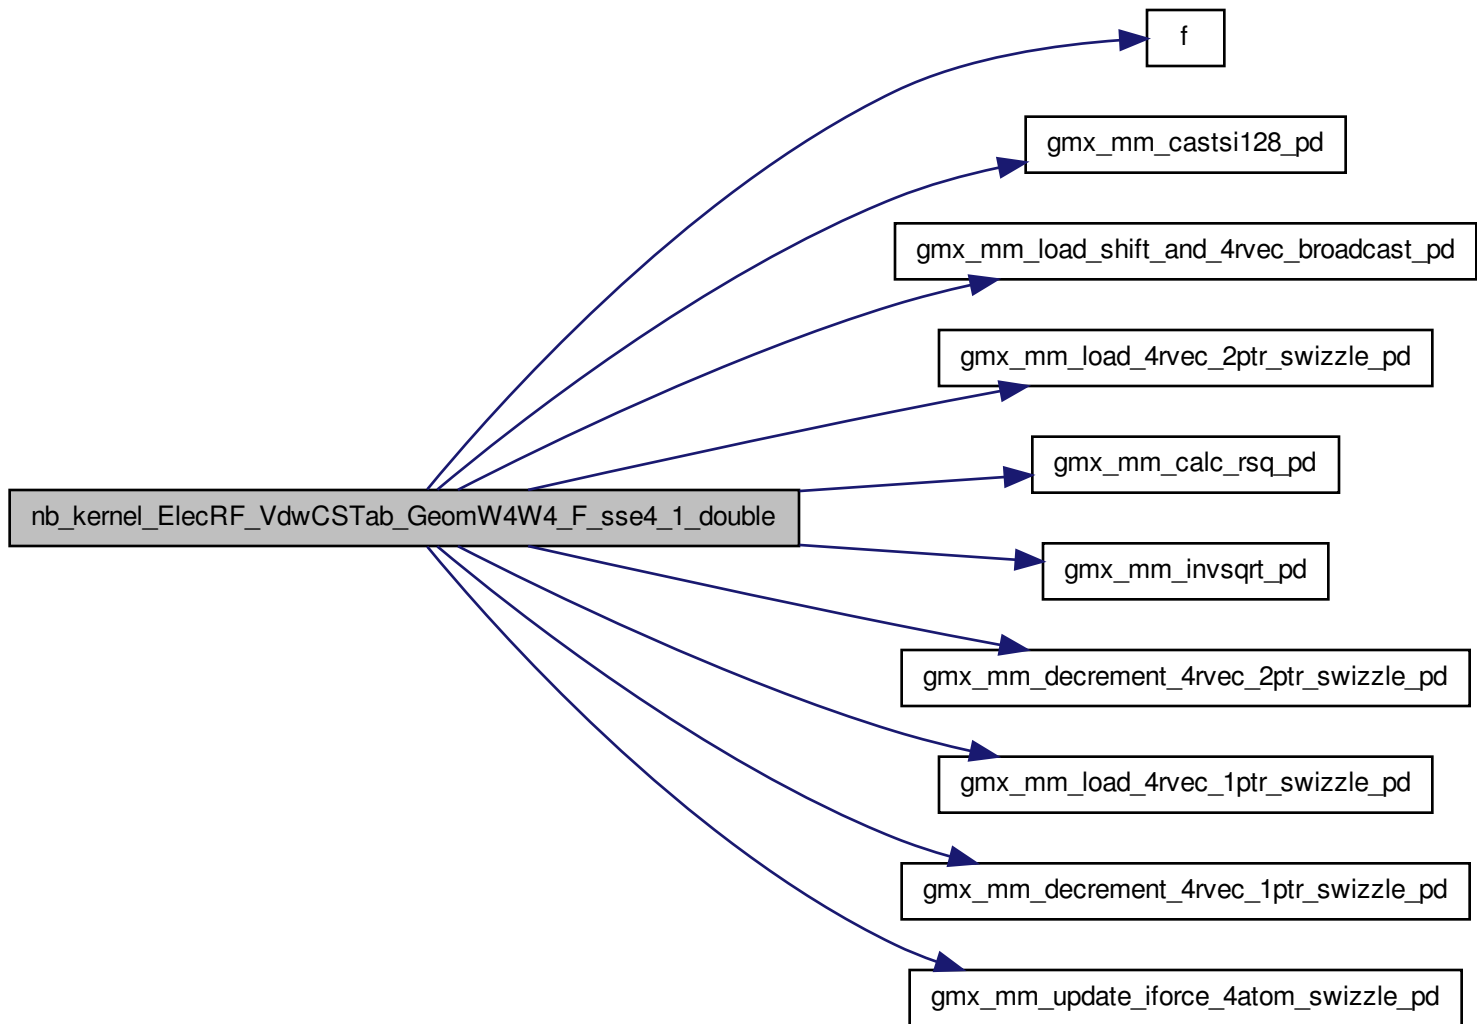 f
gmx_mm_castsi128_pd
gmx_mm_load_shift_and_4rvec_broadcast_pd
gmx_mm_load_4rvec_2ptr_swizzle_pd
gmx_mm_calc_rsq_pd
nb_kernel_ElecRF_VdwCSTab_GeomW4W4_F_sse4_1_double
gmx_mm_invsqrt_pd
gmx_mm_decrement_4rvec_2ptr_swizzle_pd
gmx_mm_load_4rvec_1ptr_swizzle_pd
gmx_mm_decrement_4rvec_1ptr_swizzle_pd
gmx_mm_update_iforce_4atom_swizzle_pd